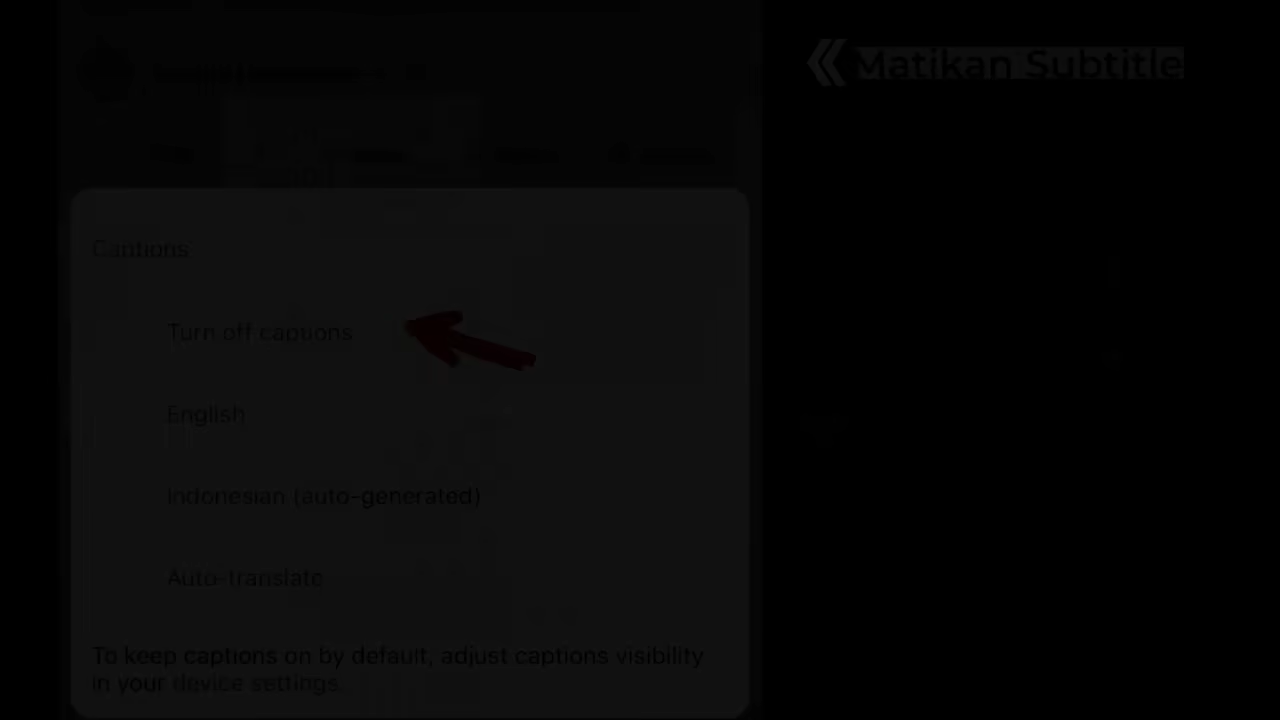 Matikan Subtitle
Captions
Turn off captions
English
Indonesian (auto-generated)
Auto-translate
To keep captions on by default, adjust captions visibility
in your device settings.